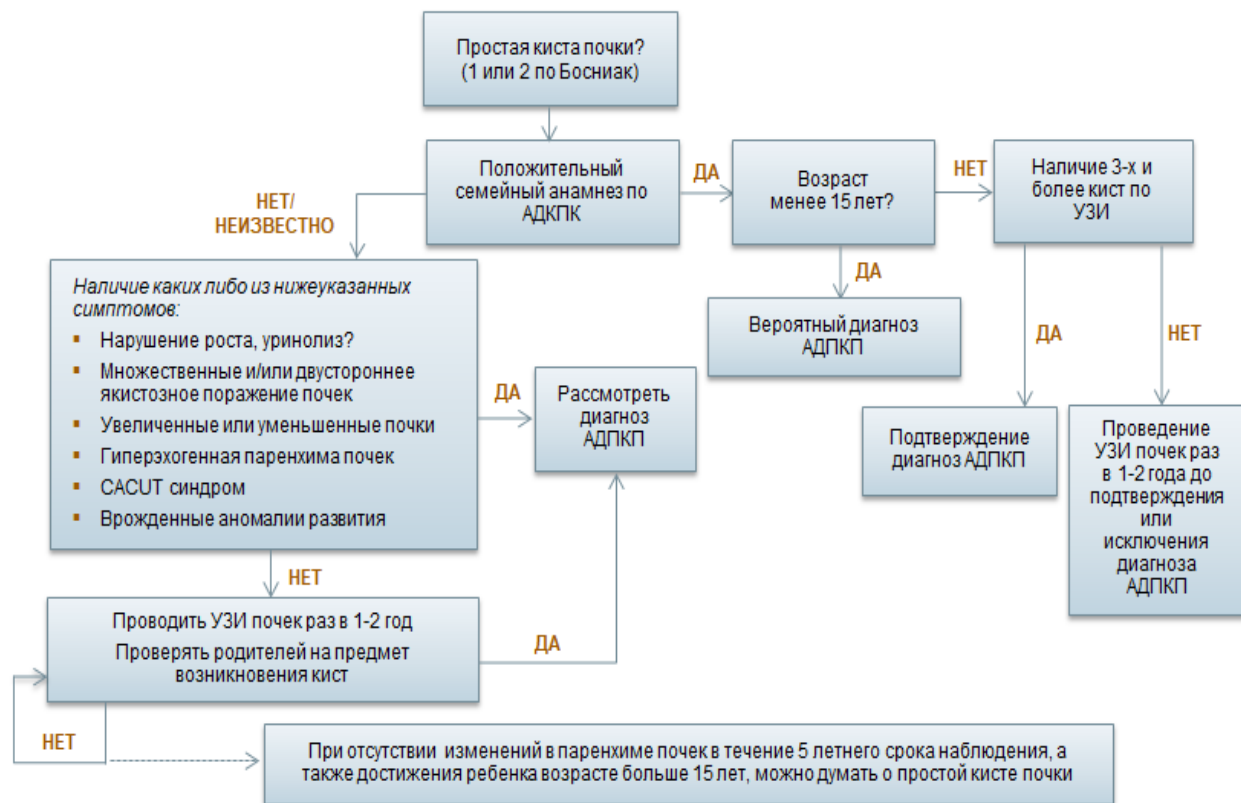 Простая киста почки?
(1 или 2 по Босниак)
Положительный
семейный анамнез по
АДКПК
ДА
Возраст
менее 15 лет?
НЕТ
Наличие 3-х и
более кист по
УЗИ
НЕТ/
НЕИЗВЕСТНО
Наличие каких либо из нижеуказанных
симптомов:
▪ Нарушение роста, уринолиз?
▪ Множественные и/или двустороннее
якистозное поражение почек
▪ Увеличенные или уменьшенные почки
▪ Гиперэхогенная паренхима почек
▪ CACUT синдром
▪ Врожденные аномалии развития
ДА
Рассмотреть
диагноз
АДПКП
ДА
Вероятный диагноз
АДПКП
ДА
НЕТ
Подтверждение
диагноз АДПКП
Проведение
УЗИ почек раз
в 1-2 года до
подтверждения
или
исключения
диагноза
АДПКП
НЕТ
Проводить УЗИ почек раз в 1-2 год
Проверять родителей на предмет
возникновения кист
ДА
НЕТ
При отсутствии изменений в паренхиме почек в течение 5 летнего срока наблюдения, а
также достижения ребенка возрасте больше 15 лет, можно думать о простой кисте почки